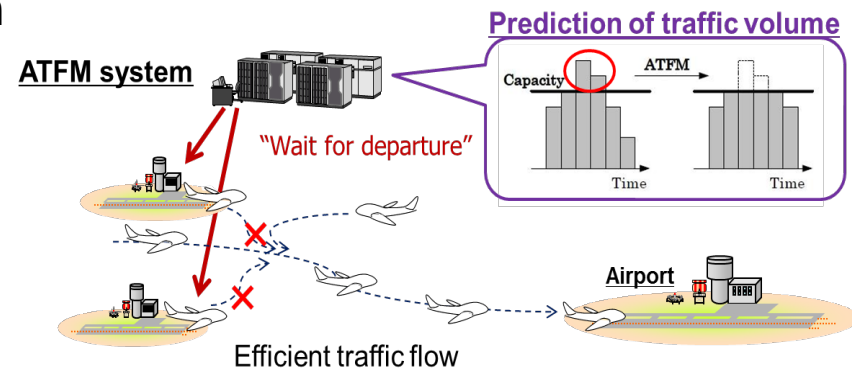 Prediction of traffic volume
ATFM system
Capacity
ATFM
Time
Time
"Wait for departure"
Airport
Efficient traffic flow